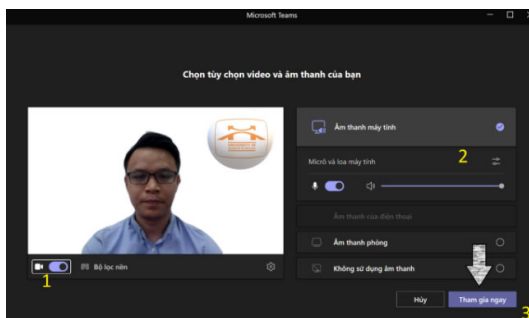 Microsoft Teams
Chọn tùy chọn video và âm thanh của bạn
Âm thanh máy tính
Micrô và loa máy tính
2
Âm thanh của điện thoại
Âm thanh phòng
Bộ lọc nền
Không sử dụng âm thanh
1
Hủy
Tham gia ngay
3